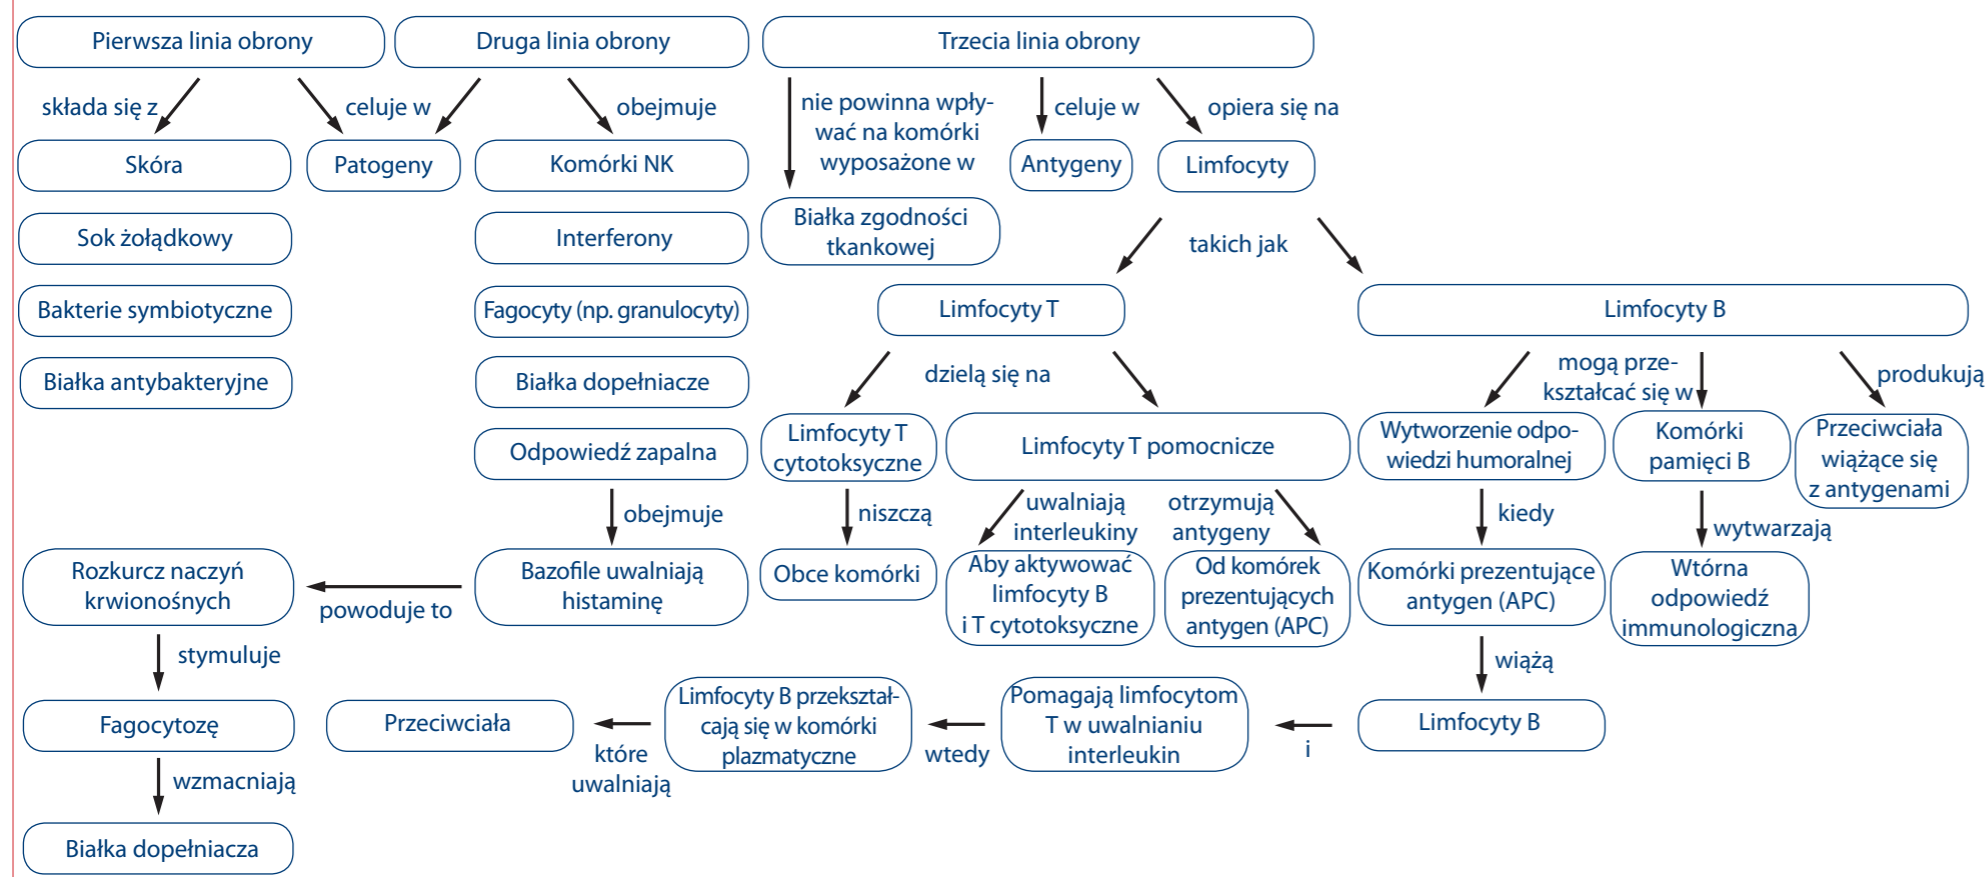 Pierwsza linia obrony
Druga linia obrony
Trzecia linia obrony
składa się z
celuje w
obejmuje
nie powinna wpły-
wać na komórki
wyposażone w
celuje w
opiera się na
Skóra
Patogeny
Komórki NK
Antygeny
Limfocyty
Białka zgodności
tkankowej
Sok żołądkowy
Interferony
takich jak
Bakterie symbiotyczne
Fagocyty (np. granulocyty)
Limfocyty T
Limfocyty B
Białka antybakteryjne
Białka dopełniacze
dzielą się na
mogą prze-
kształcać się w
produkują
Odpowiedź zapalna
Limfocyty T
cytotoksyczne
Limfocyty T pomocnicze
Wytworzenie odpo-
wiedzi humoralnej
Komórki
pamięci B
Przeciwciała
wiążące się
z antygenami
obejmuje
niszczą
uwalniają
interleukiny
otrzymują
antygeny
kiedy
wytwarzają
Rozkurcz naczyń
krwionośnych
powoduje to
Bazofile uwalniają
histaminę
Obce komórki
Aby aktywować
limfocyty B
i T cytotoksyczne
Od komórek
prezentujących
antygen (APC)
Komórki prezentujące
antygen (APC)
Wtórna
odpowiedź
immunologiczna
stymuluje
wiążą
Fagocytozę
Przeciwciała
które
uwalniają
Limfocyty B przekształ-
cają się w komórki
plazmatyczne
wtedy
Pomagają limfocytom
T w uwalnianiu
interleukin
i
Limfocyty B
wzmacniają
Białka dopełniacza